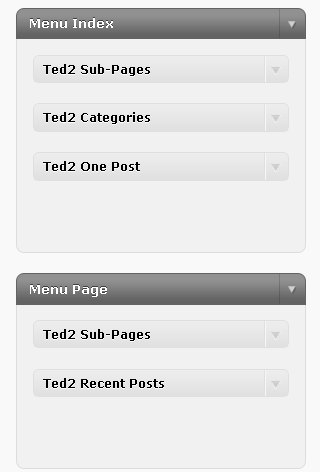 Menu Index
Ted2 Sub-Pages
Ted2 Categories
Ted2 One Post
Menu Page
Ted2 Sub-Pages
Ted2 Recent Posts